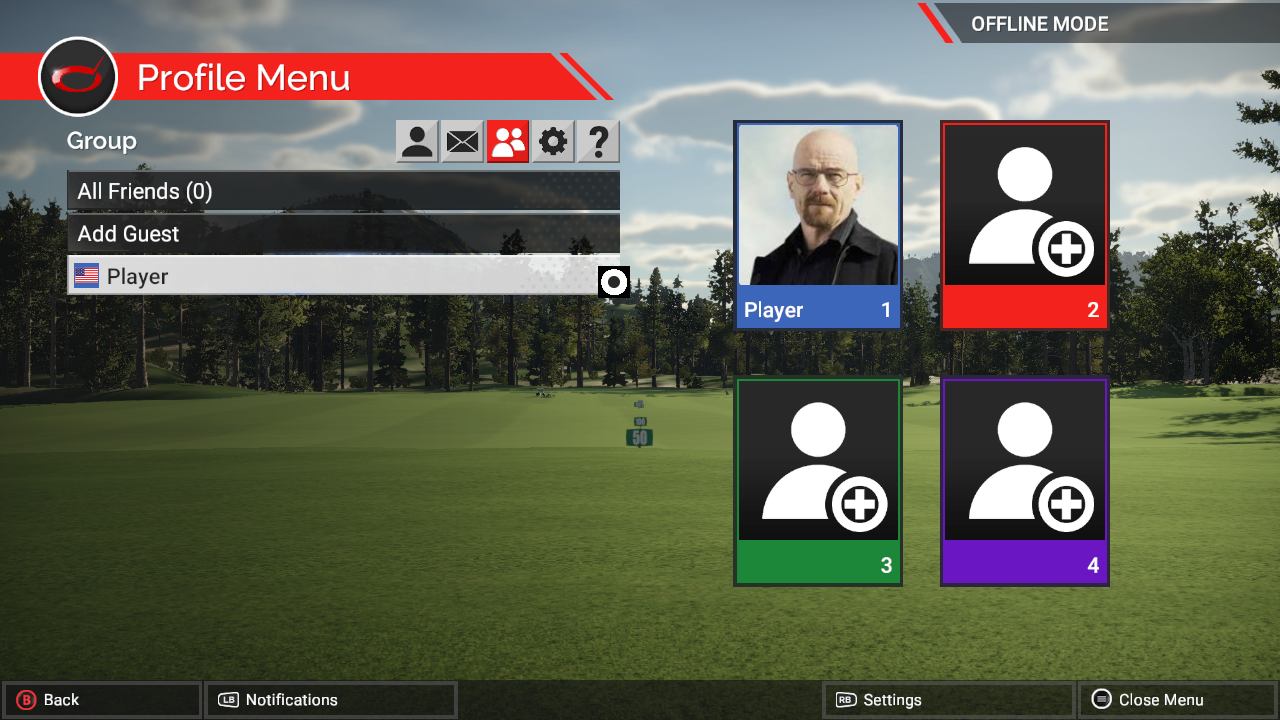 OFFLINE MODE
Profile Menu
Group
?
All Friends (0)
Add Guest
Player
Player 1
2
50
3
4
B Back
LB Notifications
RB Settings
Close Menu